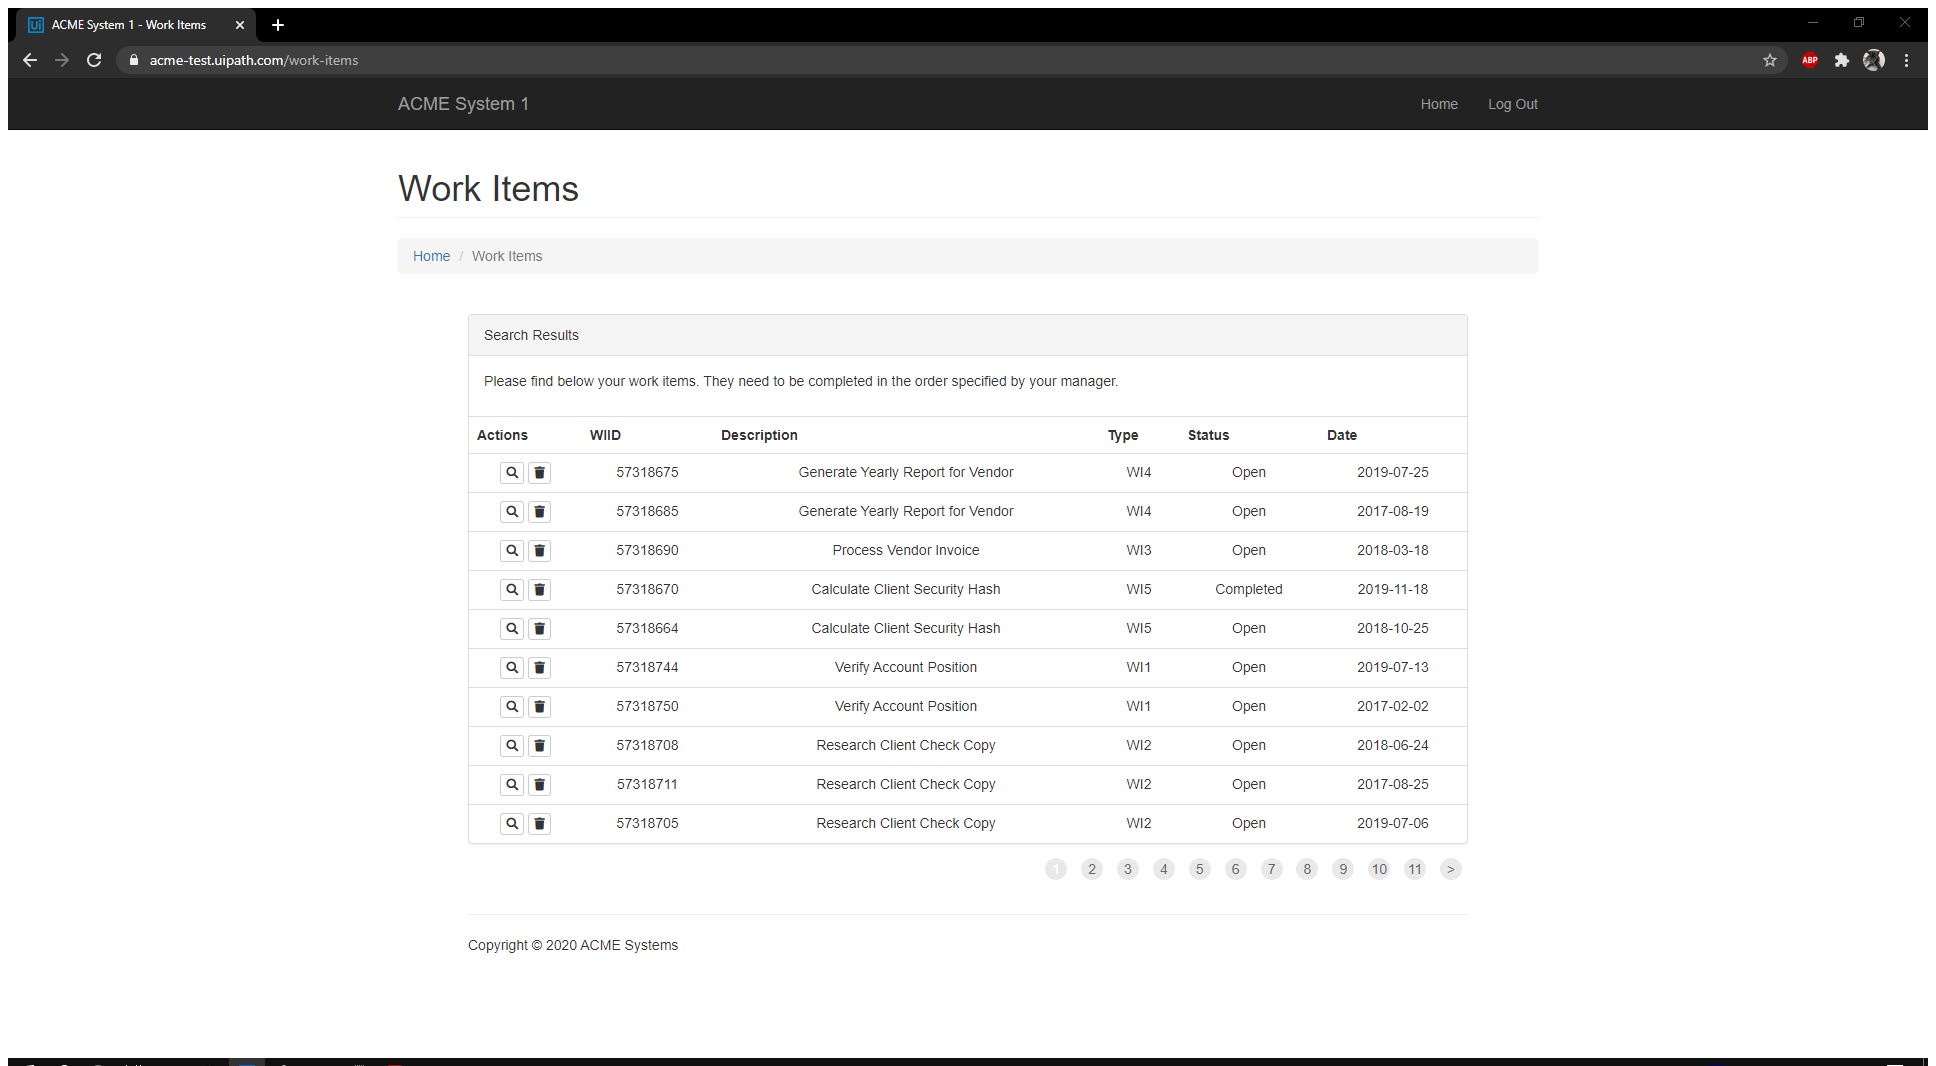 ACME System 1 - Work Items
acme-test.uipath.com/work-items
ABP
ACME System 1 Home Log Out
Work Items
Home / Work Items
Search Results
Please find below your work items. They need to be completed in the order specified by your manager.
Actions WIID Description Type Status Date
57318675 Generate Yearly Report for Vendor WI4 Open 2019-07-25
57318685 Generate Yearly Report for Vendor WI4 Open 2017-08-19
57318690 Process Vendor Invoice WI3 Open 2018-03-18
57318670 Calculate Client Security Hash WI5 Completed 2019-11-18
57318664 Calculate Client Security Hash WI5 Open 2018-10-25
57318744 Verify Account Position WI1 Open 2019-07-13
57318750 Verify Account Position WI1 Open 2017-02-02
57318708 Research Client Check Copy WI2 Open 2018-06-24
57318711 Research Client Check Copy WI2 Open 2017-08-25
57318705 Research Client Check Copy WI2 Open 2019-07-06
1 2 3 4 5 6 7 8 9 10 11 >
Copyright © 2020 ACME Systems